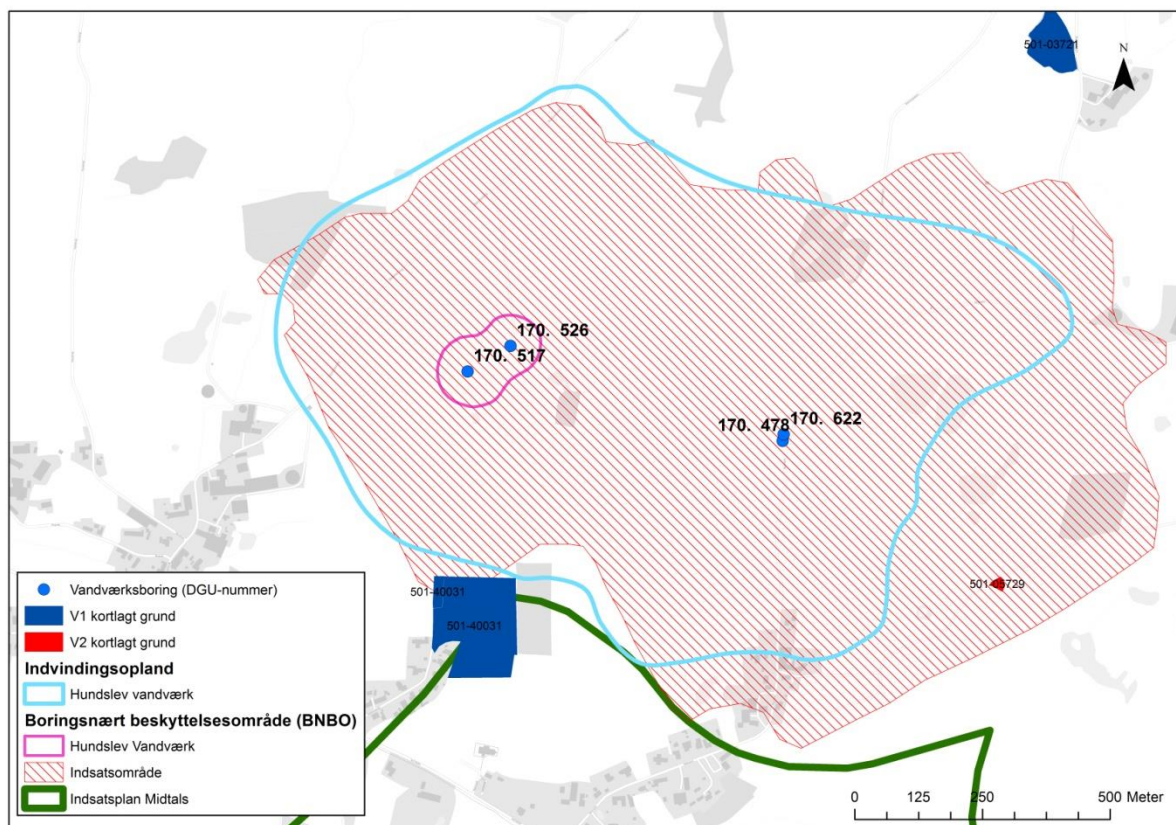 501-03721
N
170. 526
170. 517
170. 478 170. 622
501-05729
501-40031
501-40031
Vandværksboring (DGU-nummer)
V1 kortlagt grund
V2 kortlagt grund
Indvindingsopland
Hundslev vandværk
Boringsnært beskyttelsesområde (BNBO)
Hundslev Vandværk
Indsatsområde
Indsatsplan Midtals
0 125 250 500 Meter